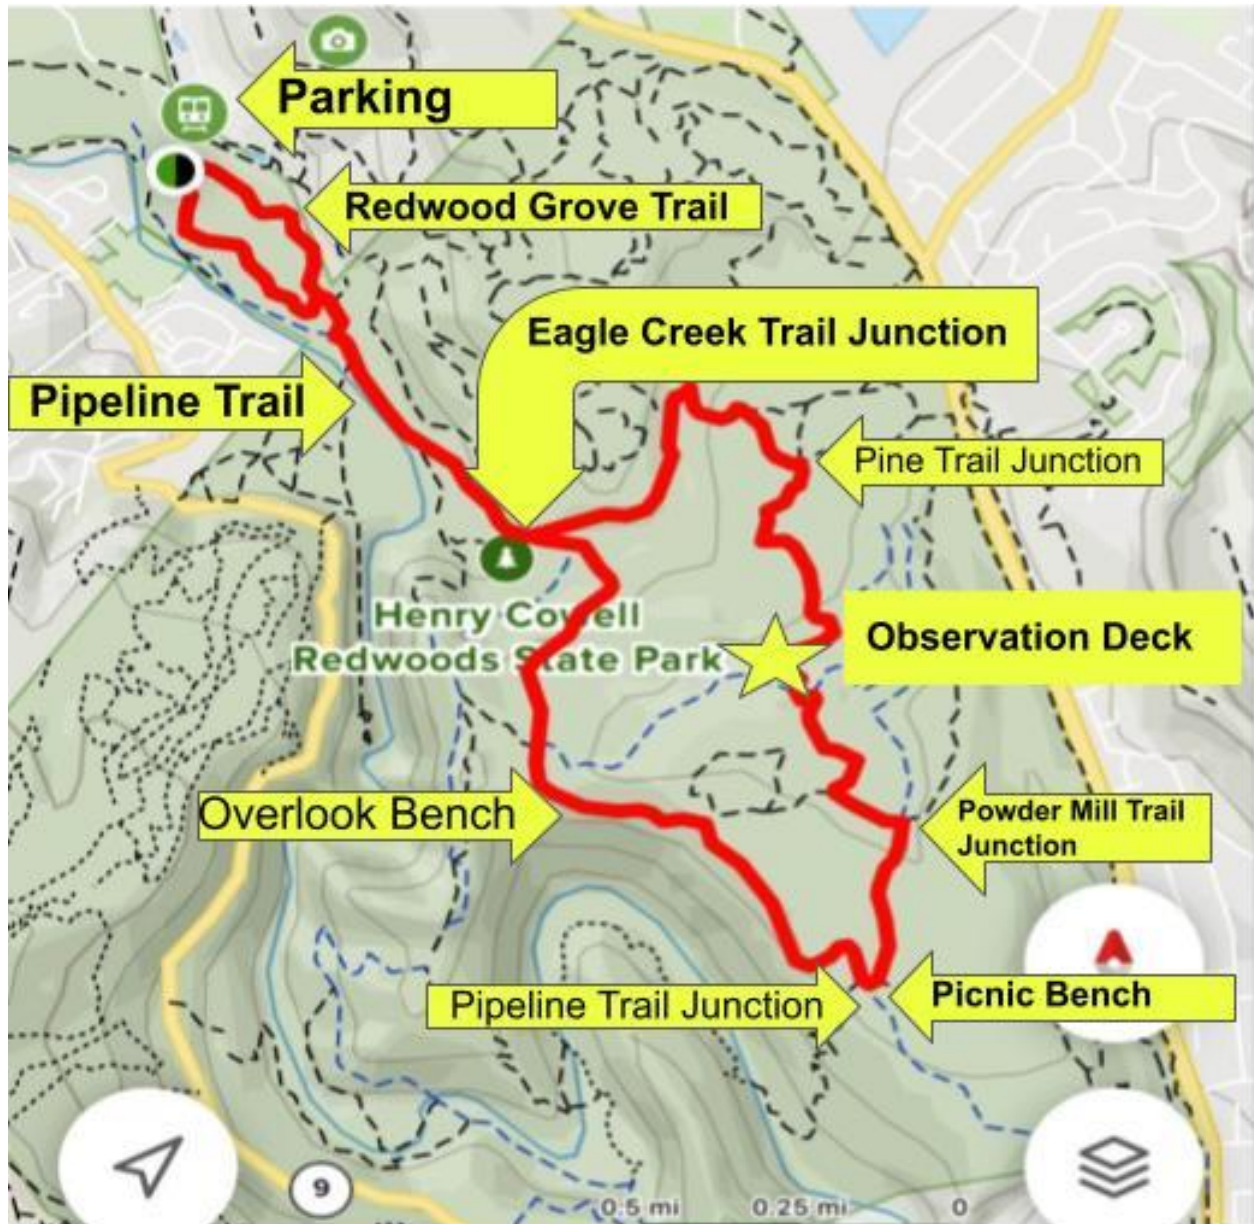 Parking
Redwood Grove Trail
Eagle Creek Trail Junction
Pipeline Trail
Pine Trail Junction
Henry Cowell
Redwoods State Park
Observation Deck
Overlook Bench
Powder Mill Trail
Junction
Pipeline Trail Junction
Picnic Bench
9
0.5 mi 0.25 mi 0